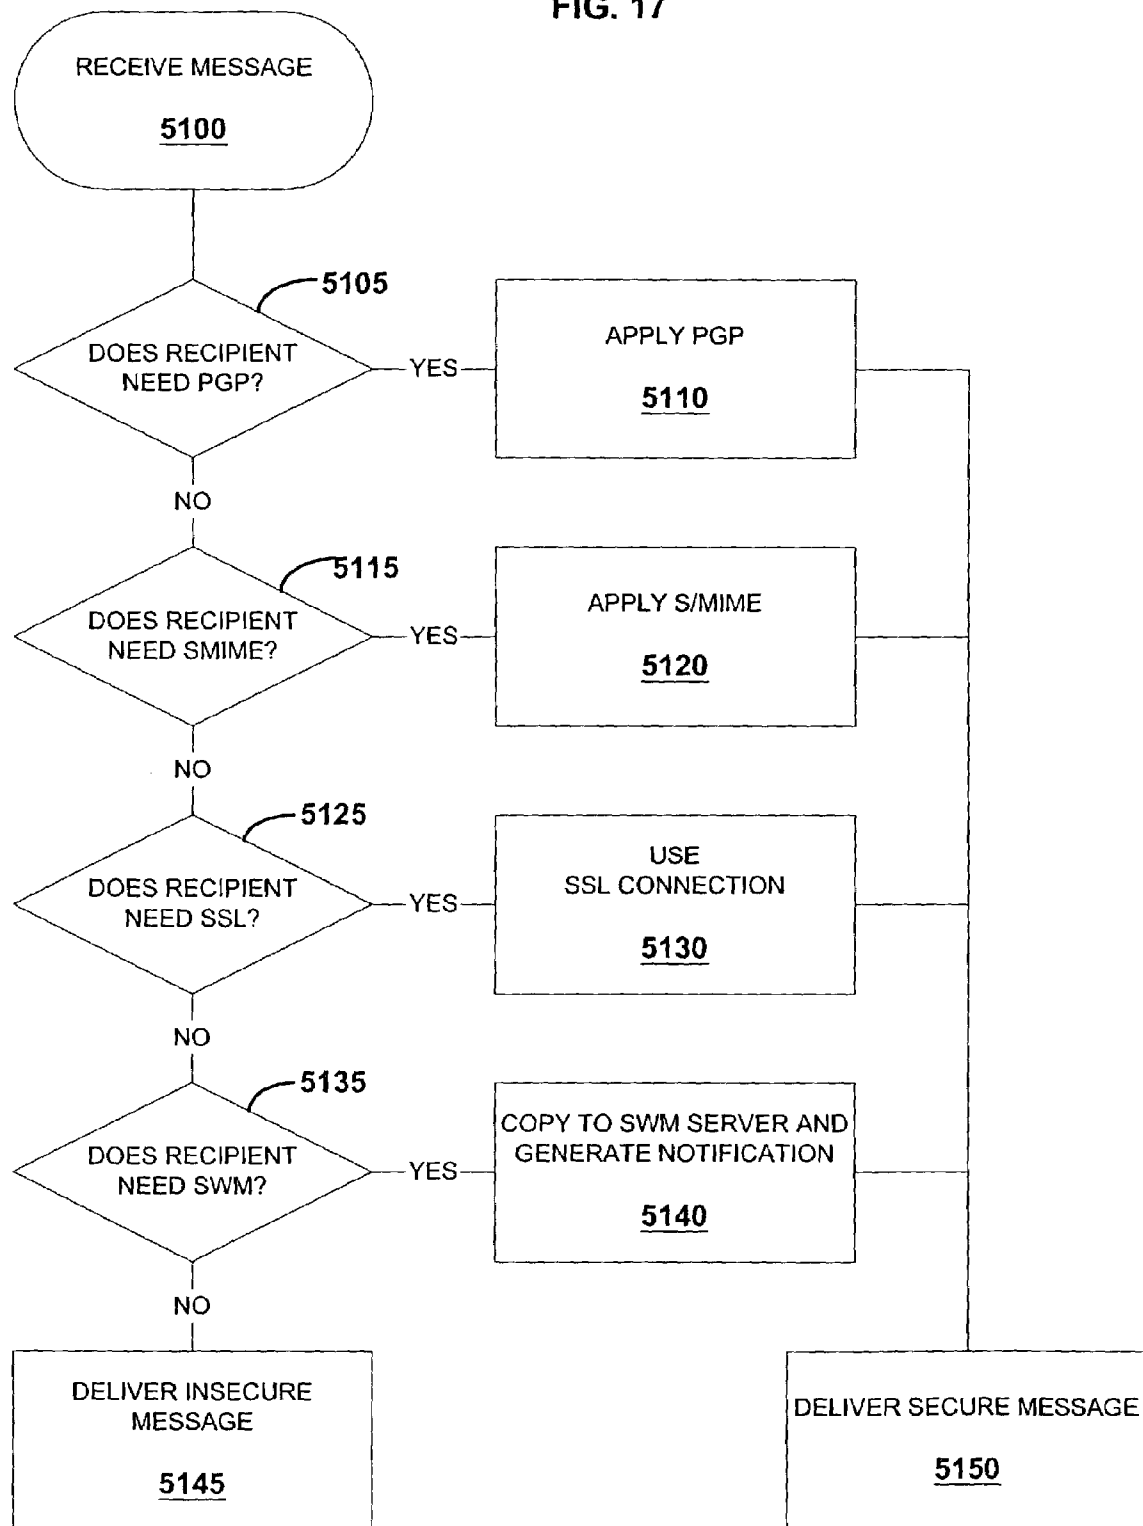 FIG. 17
RECEIVE MESSAGE
5100
5105
DOES RECIPIENT
NEED PGP?
YES
APPLY PGP
5110
NO
5115
DOES RECIPIENT
NEED SMIME?
YES
APPLY S/MIME
5120
NO
5125
DOES RECIPIENT
NEED SSL?
YES
USE
SSL CONNECTION
5130
NO
5135
DOES RECIPIENT
NEED SWM?
YES
COPY TO SWM SERVER AND
GENERATE NOTIFICATION
5140
NO
DELIVER INSECURE
MESSAGE
5145
DELIVER SECURE MESSAGE
5150